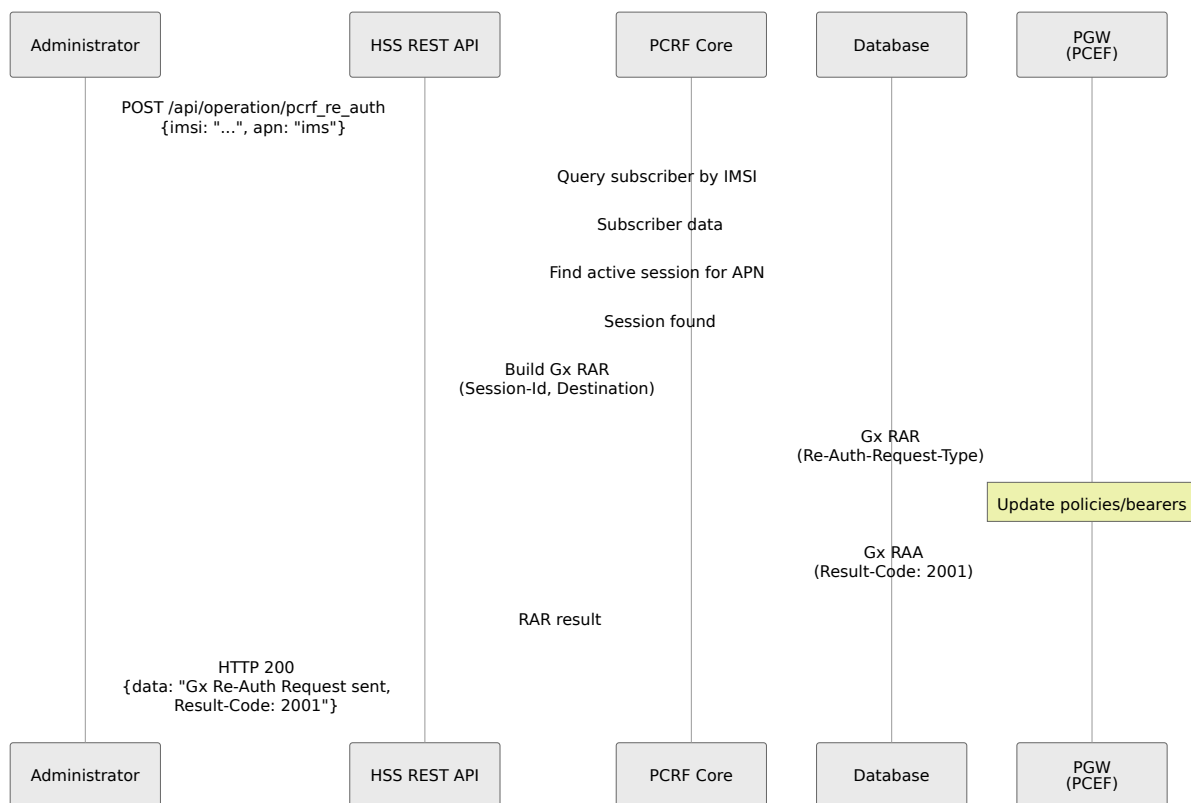 Administrator
HSS REST API
PCRF Core
Database
PGW
(PCEF)
POST /api/operation/pcrf_re_auth
{imsi: "...", apn: "ims"}
Query subscriber by IMSI
Subscriber data
Find active session for APN
Session found
Build Gx RAR
(Session-Id, Destination)
Gx RAR
(Re-Auth-Request-Type)
Update policies/bearers
Gx RAA
(Result-Code: 2001)
RAR result
HTTP 200
{data: "Gx Re-Auth Request sent,
Result-Code: 2001"}
Administrator
HSS REST API
PCRF Core
Database
PGW
(PCEF)